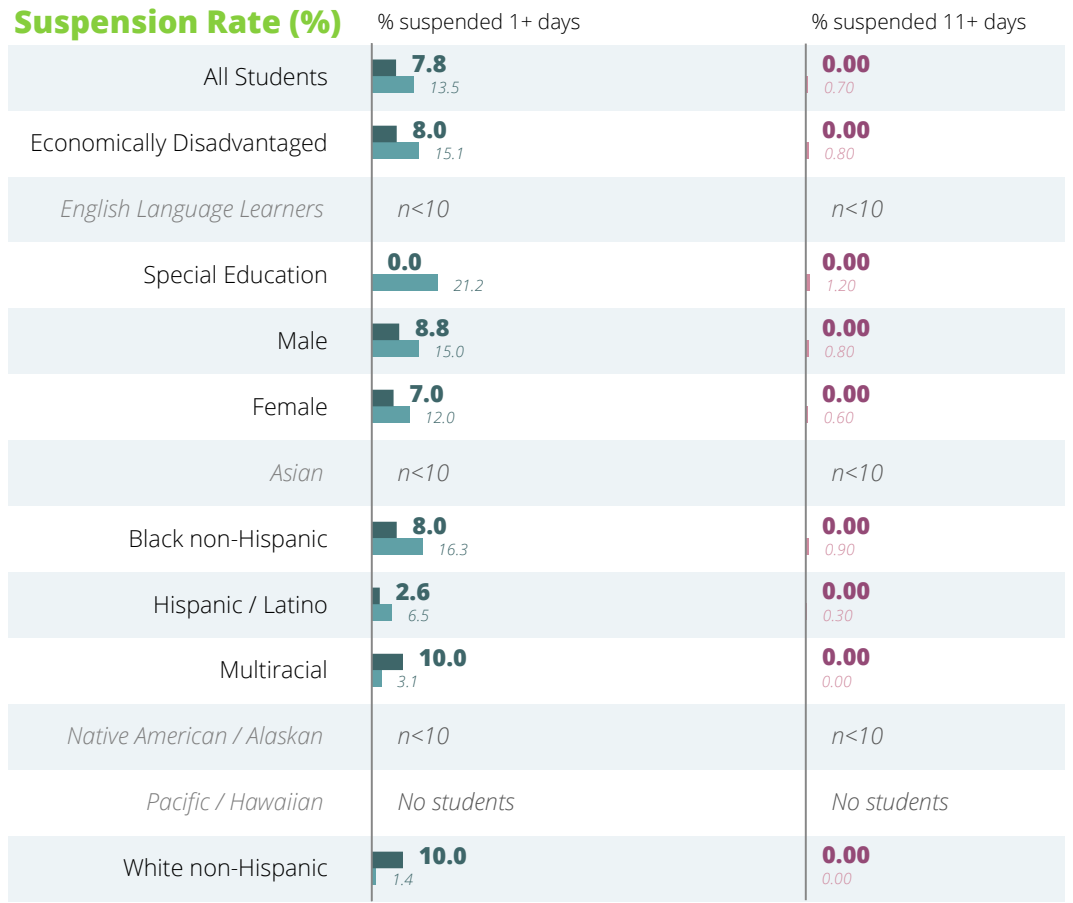 Suspension Rate (%) % suspended 1+ days % suspended 11+ days
All Students 7.8 0.00
13.5 0.70
Economically Disadvantaged 8.0 0.00
15.1 0.80
English Language Learners n<10 n<10
Special Education 0.0 0.00
21.2 1.20
Male 8.8 0.00
15.0 0.80
Female 7.0 0.00
12.0 0.60
Asian n<10 n<10
Black non-Hispanic 8.0 0.00
16.3 0.90
Hispanic / Latino 2.6 0.00
6.5 0.30
Multiracial 10.0 0.00
3.1 0.00
Native American / Alaskan n<10 n<10
Pacific / Hawaiian No students No students
White non-Hispanic 10.0 0.00
1.4 0.00